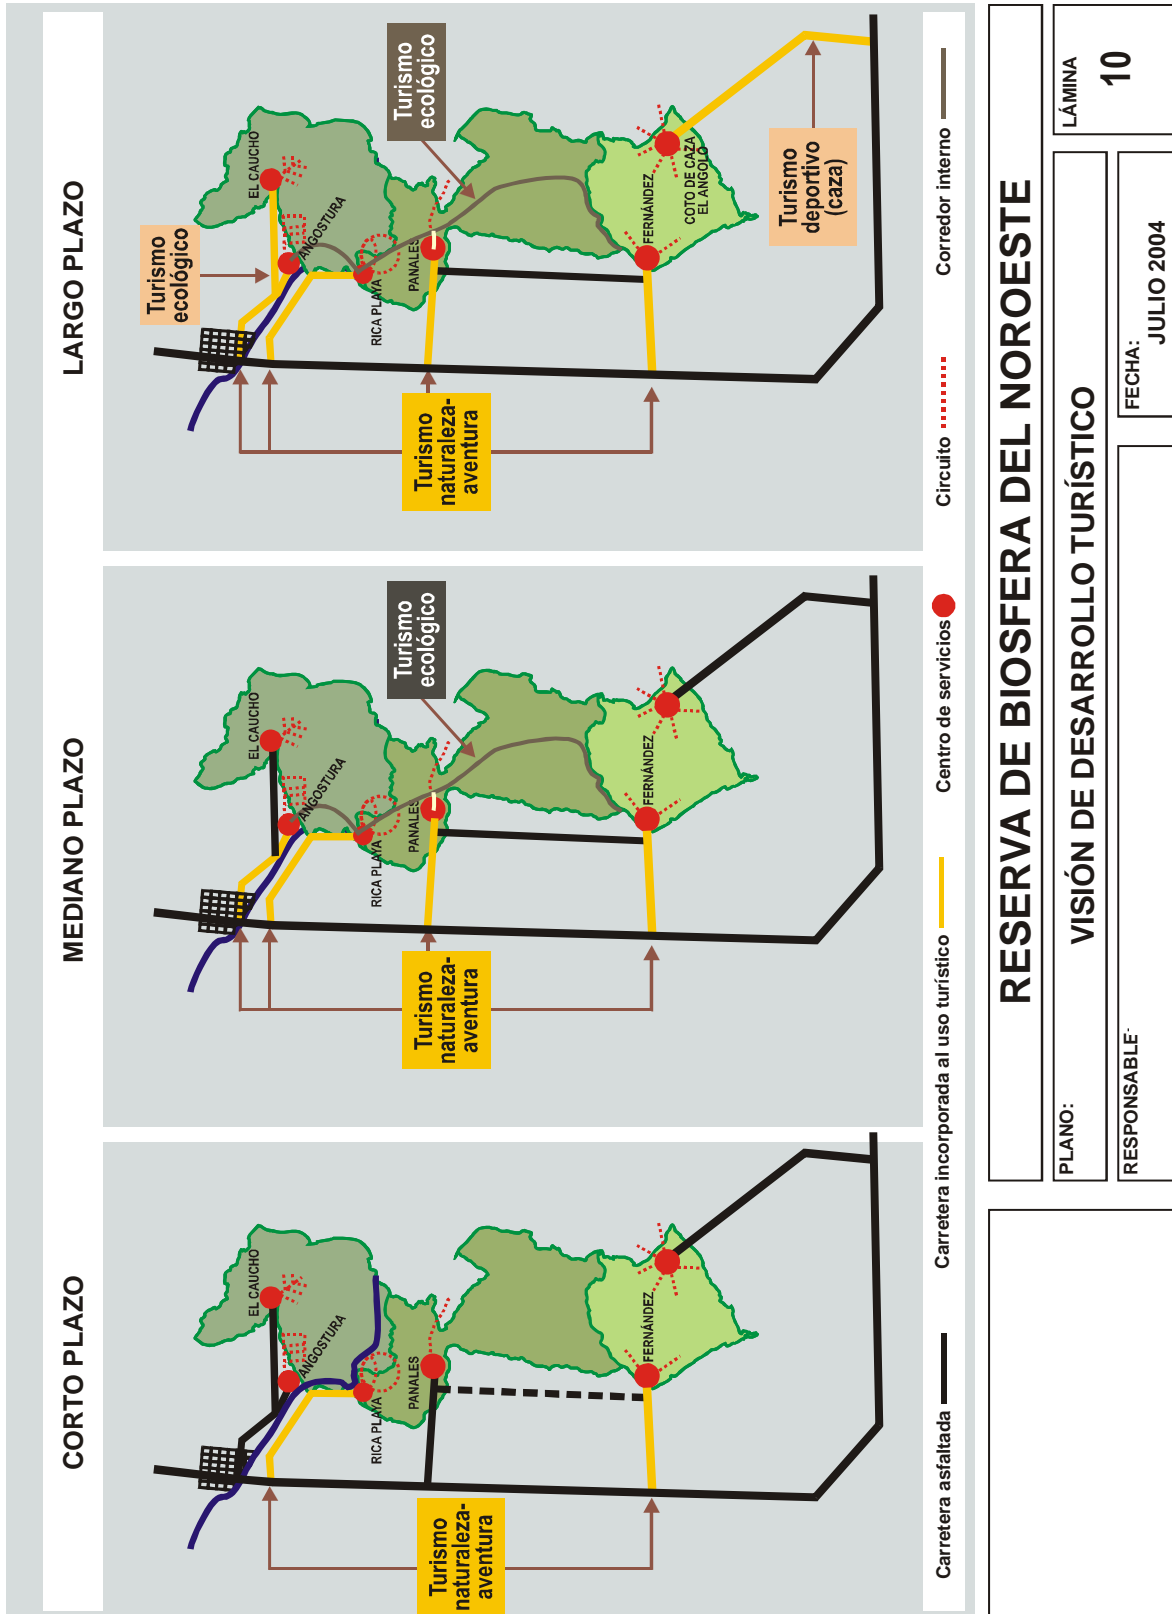 CORTO PLAZO
EL CAUCHO
ANGOSTURA
RICA PLAYA
PANALES
FERNÁNDEZ
Turismo
naturaleza-
aventura
MEDIANO PLAZO
EL CAUCHO
ANGOSTURA
RICA PLAYA
PANALES
FERNÁNDEZ
Turismo
ecológico
Turismo
naturaleza-
aventura
LARGO PLAZO
Turismo
ecológico
EL CAUCHO
ANGOSTURA
RICA PLAYA
PANALES
Turismo
ecológico
FERNÁNDEZ
COTO DE CAZA
EL ANGOLO
Turismo
naturaleza-
aventura
Turismo
deportivo
(caza)
Carretera asfaltada
Carretera incorporada al uso turístico
Centro de servicios
Circuito
Corredor interno
RESERVA DE BIOSFERA DEL NOROESTE
PLANO:
VISIÓN DE DESARROLLO TURÍSTICO
LÁMINA
10
RESPONSABLE-
FECHA:
JULIO 2004